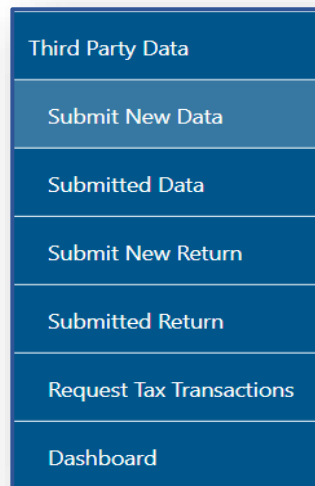 Third Party Data
Submit New Data
Submitted Data
Submit New Return
Submitted Return
Request Tax Transactions
Dashboard